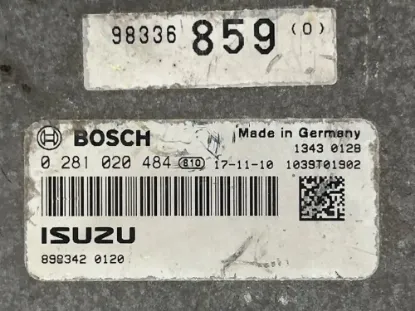 98336 859 (0)
BOSCH Made in Germany
1343 0128
0 281 020 484 810 17-11-10 1039T01902
ISUZU
898342 0120